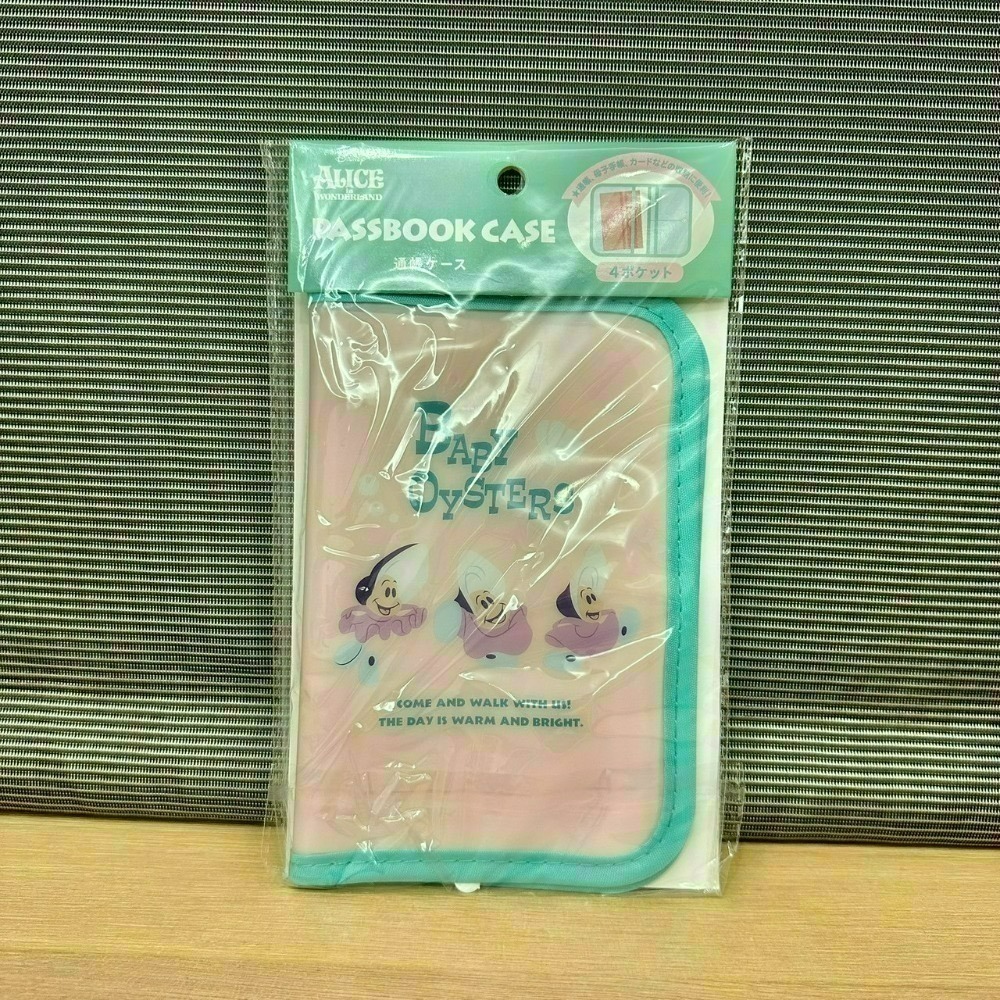 Disney
ALICE
IN
WONDERLAND
PASSBOOK CASE
通帳ケース
4ポケット
BABY
OYSTERS
COME AND WALK WITH US!
THE DAY IS WARM AND BRIGHT.